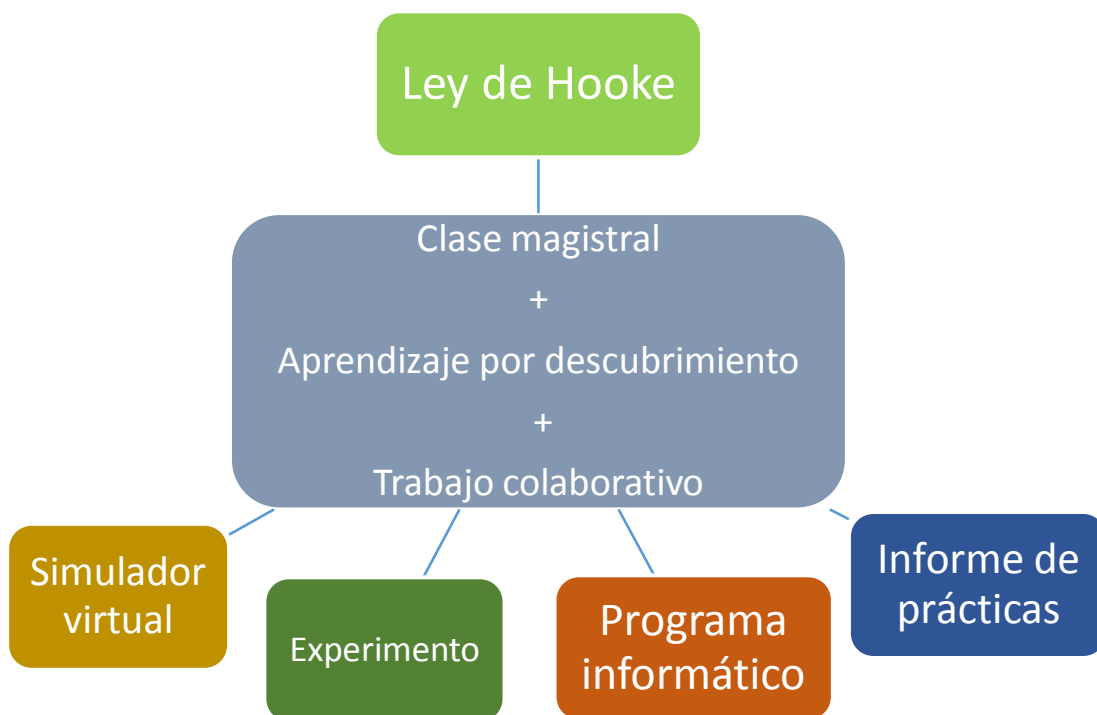 Ley de Hooke
Clase magistral
+
Aprendizaje por descubrimiento
+
Trabajo colaborativo
Simulador
virtual
Experimento
Programa
informático
Informe de
prácticas